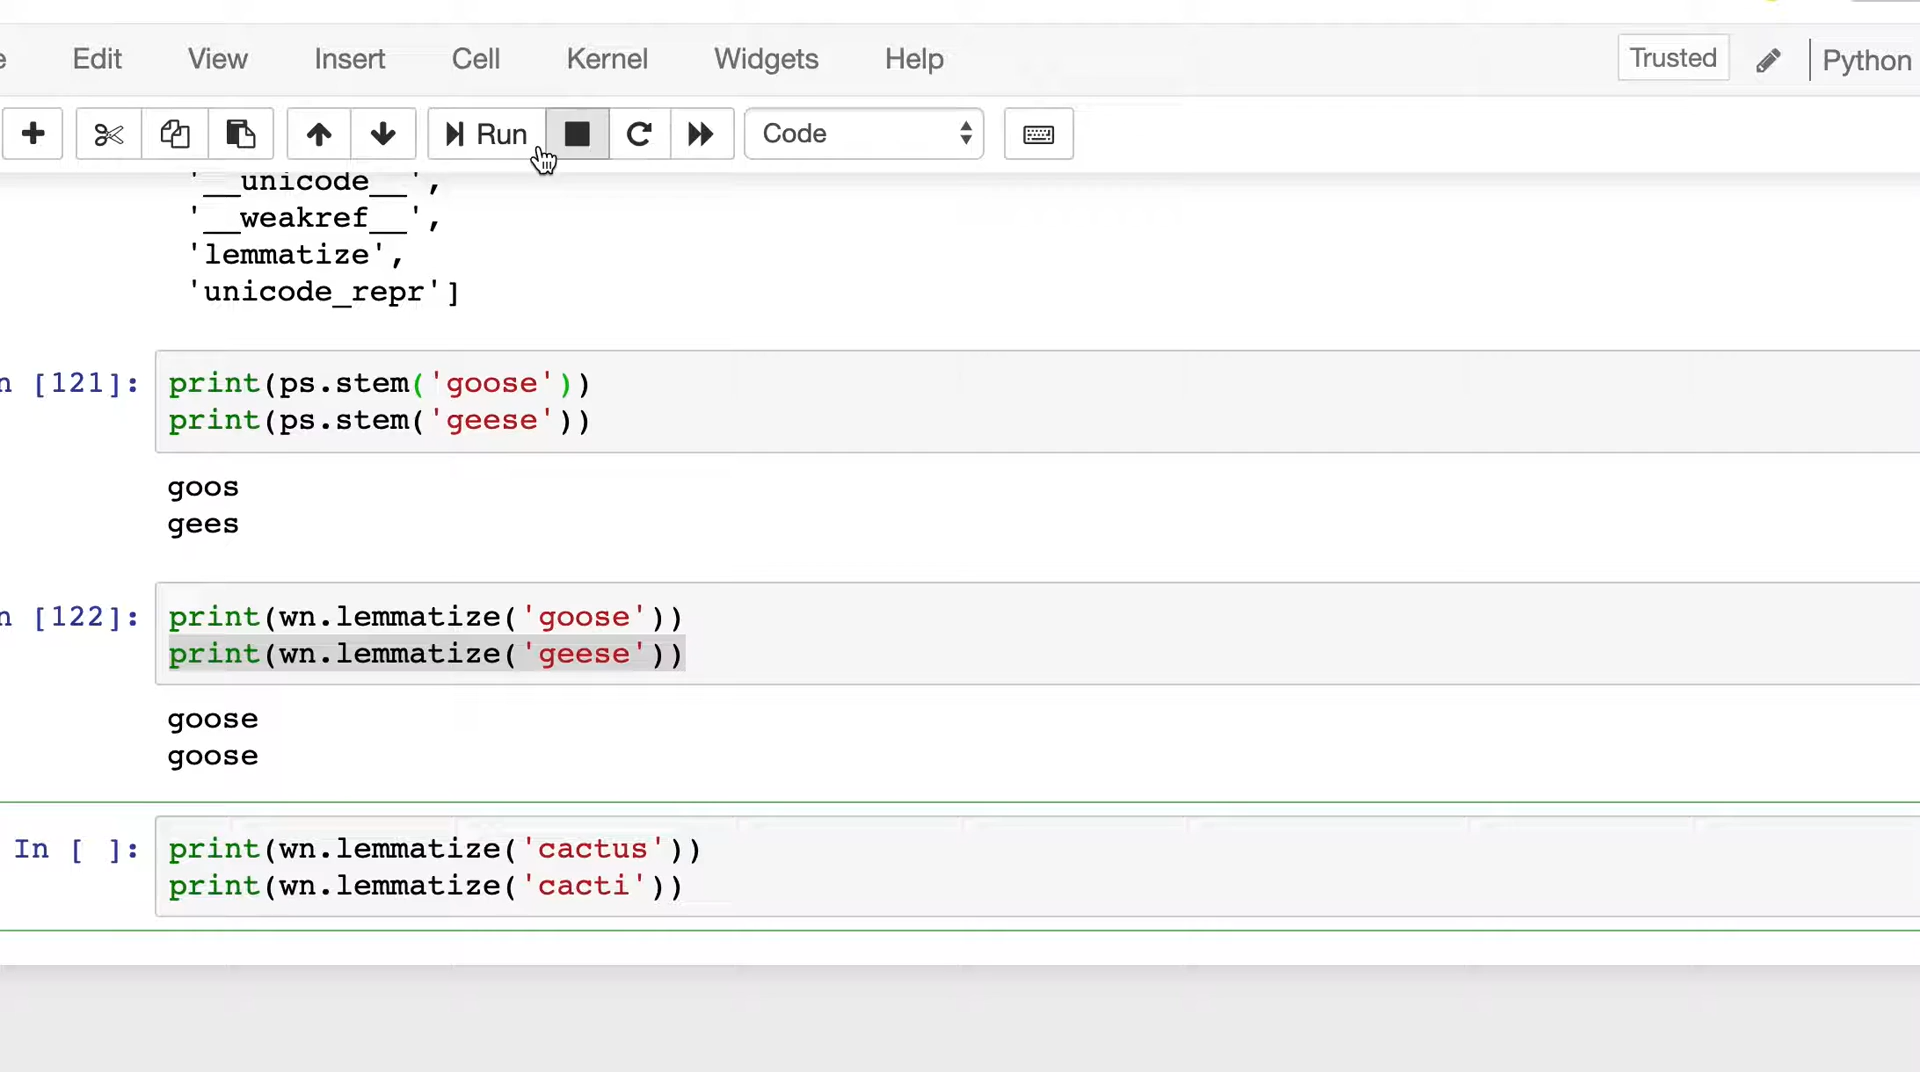 e Edit View Insert Cell Kernel Widgets Help Trusted Python
Run Code
'__unicode__',
'__weakref__',
'lemmatize',
'unicode_repr']
n [121]: print(ps.stem('goose'))
print(ps.stem('geese'))
goos
gees
n [122]: print(wn.lemmatize('goose'))
print(wn.lemmatize('geese'))
goose
goose
In [ ]: print(wn.lemmatize('cactus'))
print(wn.lemmatize('cacti'))